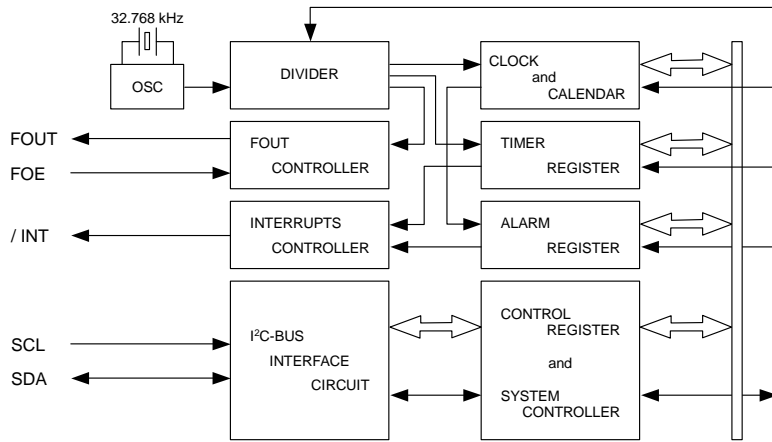 32.768 kHz
OSC
DIVIDER
CLOCK
and
CALENDAR
FOUT
FOE
FOUT
CONTROLLER
TIMER
REGISTER
/ INT
INTERRUPTS
CONTROLLER
ALARM
REGISTER
SCL
SDA
I²C-BUS
INTERFACE
CIRCUIT
CONTROL
REGISTER
and
SYSTEM
CONTROLLER